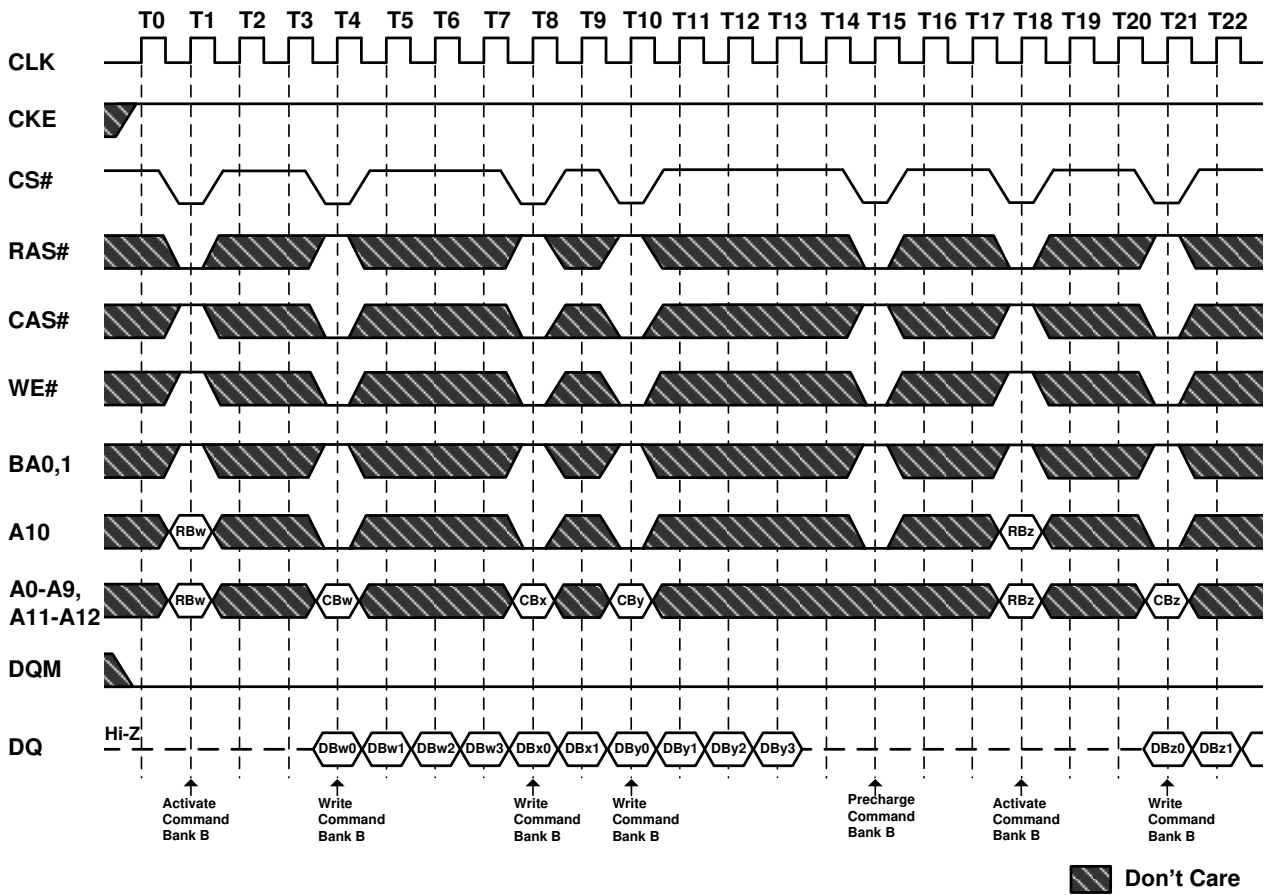 T0 T1 T2 T3 T4 T5 T6 T7 T8 T9 T10 T11 T12 T13 T14 T15 T16 T17 T18 T19 T20 T21 T22
CLK
CKE
CS#
RAS#
CAS#
WE#
BA0,1
A10 RBw RBz
A0-A9,
A11-A12 RBw CBw CBx CBy RBz CBz
DQM
DQ Hi-Z DBw0 DBw1 DBw2 DBw3 DBx0 DBx1 DBy0 DBy1 DBy2 DBy3 DBz0 DBz1
Activate
Command
Bank B
Write
Command
Bank B
Write
Command
Bank B
Write
Command
Bank B
Precharge
Command
Bank B
Activate
Command
Bank B
Write
Command
Bank B
Don't Care